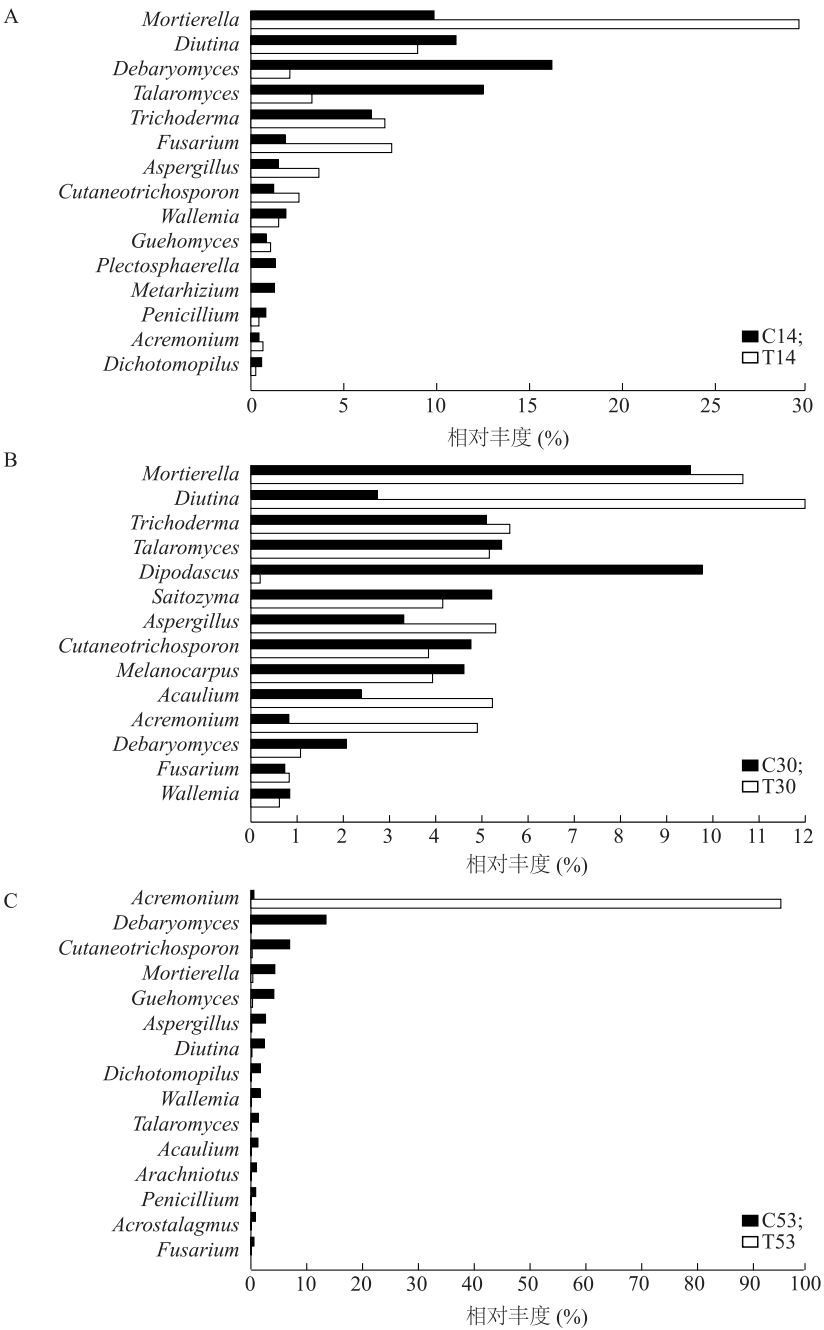 A
Mortierella
Diutina
Debaryomyces
Talaromyces
Trichoderma
Fusarium
Aspergillus
Cutaneotrichosporon
Wallemia
Guehomyces
Plectosphaerella
Metarhizium
Penicillium
Acremonium
Dichotomopilus
C14;
T14
0 5 10 15 20 25 30
相对丰度 (%)
B
Mortierella
Diutina
Trichoderma
Talaromyces
Dipodascus
Saitozyma
Aspergillus
Cutaneotrichosporon
Melanocarpus
Acaulium
Acremonium
Debaryomyces
Fusarium
Wallemia
C30;
T30
0 1 2 3 4 5 6 7 8 9 10 11 12
相对丰度 (%)
C
Acremonium
Debaryomyces
Cutaneotrichosporon
Mortierella
Guehomyces
Aspergillus
Diutina
Dichotomopilus
Wallemia
Talaromyces
Acaulium
Arachniotus
Penicillium
Acrostalagmus
Fusarium
C53;
T53
0 10 20 30 40 50 60 70 80 90 100
相对丰度 (%)